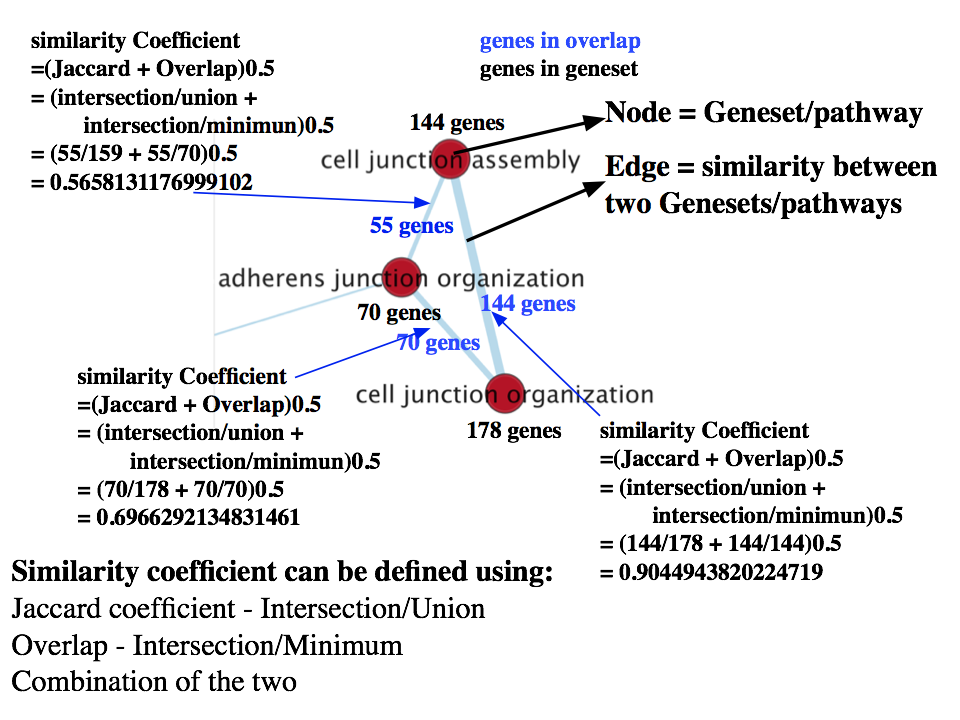 similarity Coefficient
=(Jaccard + Overlap)0.5
= (intersection/union +
intersection/minimun)0.5
= (55/159 + 55/70)0.5
= 0.5658131176999102
genes in overlap
genes in geneset
144 genes
Node = Geneset/pathway
cell junction assembly
Edge = similarity between
two Genesets/pathways
55 genes
adherens junction organization
70 genes
144 genes
70 genes
similarity Coefficient
=(Jaccard + Overlap)0.5
= (intersection/union +
intersection/minimun)0.5
= (70/178 + 70/70)0.5
= 0.6966292134831461
cell junction organization
178 genes
similarity Coefficient
=(Jaccard + Overlap)0.5
= (intersection/union +
intersection/minimun)0.5
= (144/178 + 144/144)0.5
= 0.9044943820224719
Similarity coefficient can be defined using:
Jaccard coefficient - Intersection/Union
Overlap - Intersection/Minimum
Combination of the two